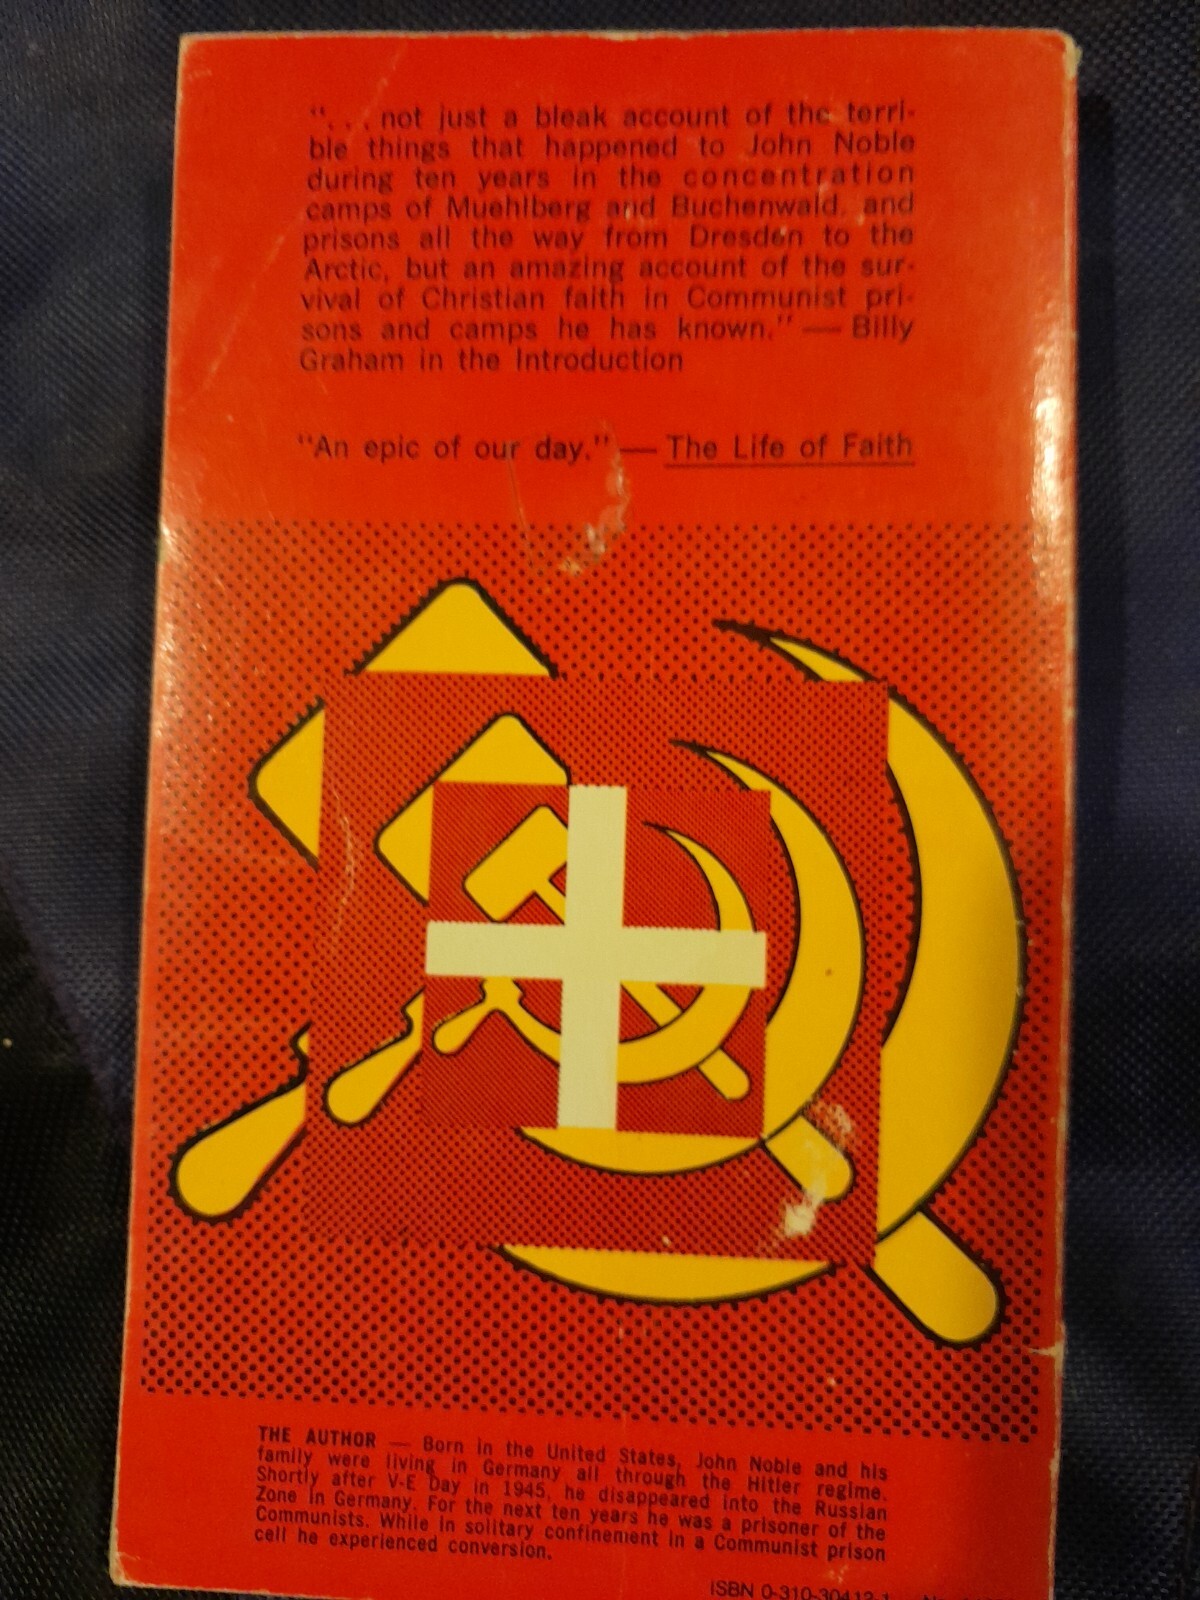 ". . . not just a bleak account of the terri-
ble things that happened to John Noble
during ten years in the concentration
camps of Muehlberg and Buchenwald, and
prisons all the way from Dresden to the
Arctic, but an amazing account of the sur-
vival of Christian faith in Communist pri-
sons and camps he has known." — Billy
Graham in the Introduction
"An epic of our day." — The Life of Faith
THE AUTHOR — Born in the United States, John Noble and his
family were living in Germany all through the Hitler regime.
Shortly after V-E Day in 1945, he disappeared into the Russian
Zone in Germany. For the next ten years he was a prisoner of the
Communists. While in solitary confinement in a Communist prison
cell he experienced conversion.
ISBN 0-310-30412-1